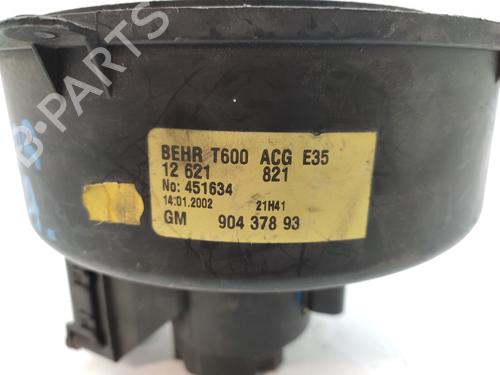 BEHR T600 ACG E35
12 621 821
No: 451634
14.01.2002 21H41
GM 904 378 93
B-PARTS